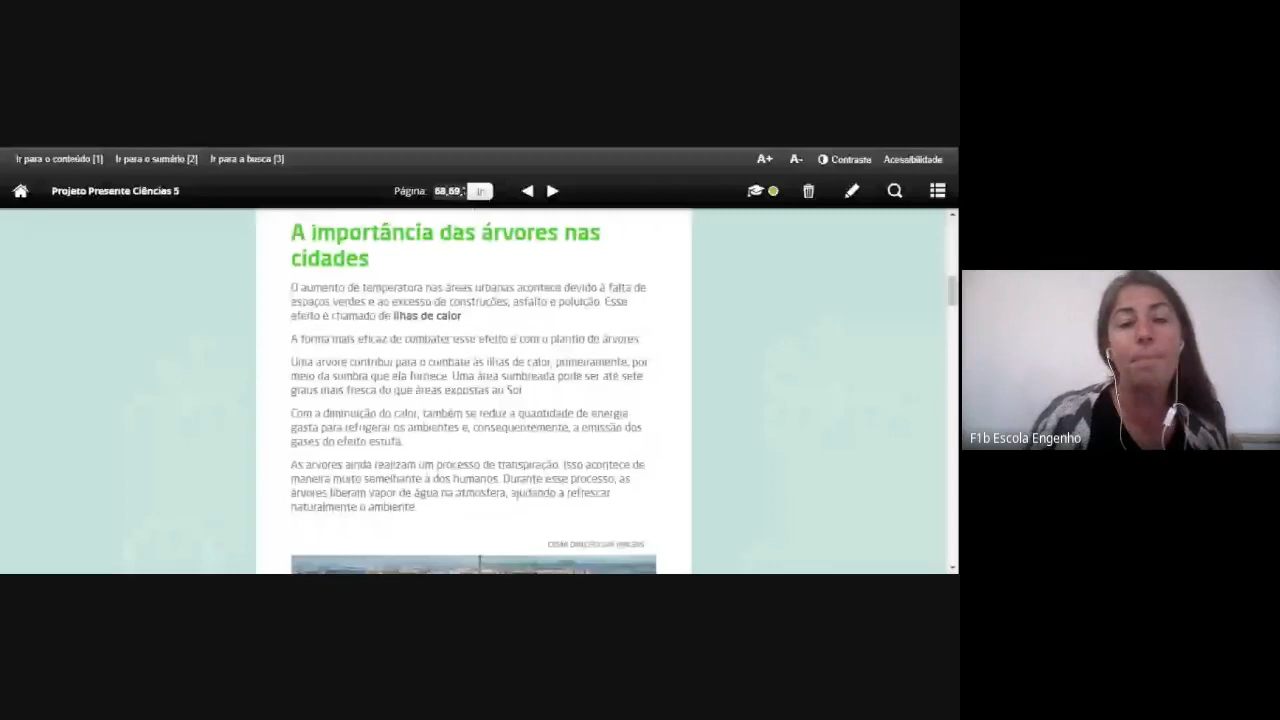 Ir para o conteúdo [1] Ir para o sumário [2] Ir para a busca [3] A+ A- Contraste Acessibilidade
Projeto Presente Ciências 5 Página: 68,69, Ir
A importância das árvores nas
cidades
O aumento de temperatura nas áreas urbanas acontece devido à falta de
espaços verdes e ao excesso de construções, asfalto e poluição. Esse
efeito é chamado de ilhas de calor
A forma mais eficaz de combater esse efeito é com o plantio de árvores
Uma árvore contribui para o combate às ilhas de calor, primeiramente, por
meio da sombra que ela fornece. Uma área sombreada pode ser até sete
graus mais fresca do que áreas expostas ao Sol
Com a diminuição do calor, também se reduz a quantidade de energia
gasta para refrigerar os ambientes e, consequentemente, a emissão dos
gases do efeito estufa.
As árvores ainda realizam um processo de transpiração. Isso acontece de
maneira muito semelhante à dos humanos. Durante esse processo, as
árvores liberam vapor de água na atmosfera, ajudando a refrescar
naturalmente o ambiente.
F1b Escola Engenho